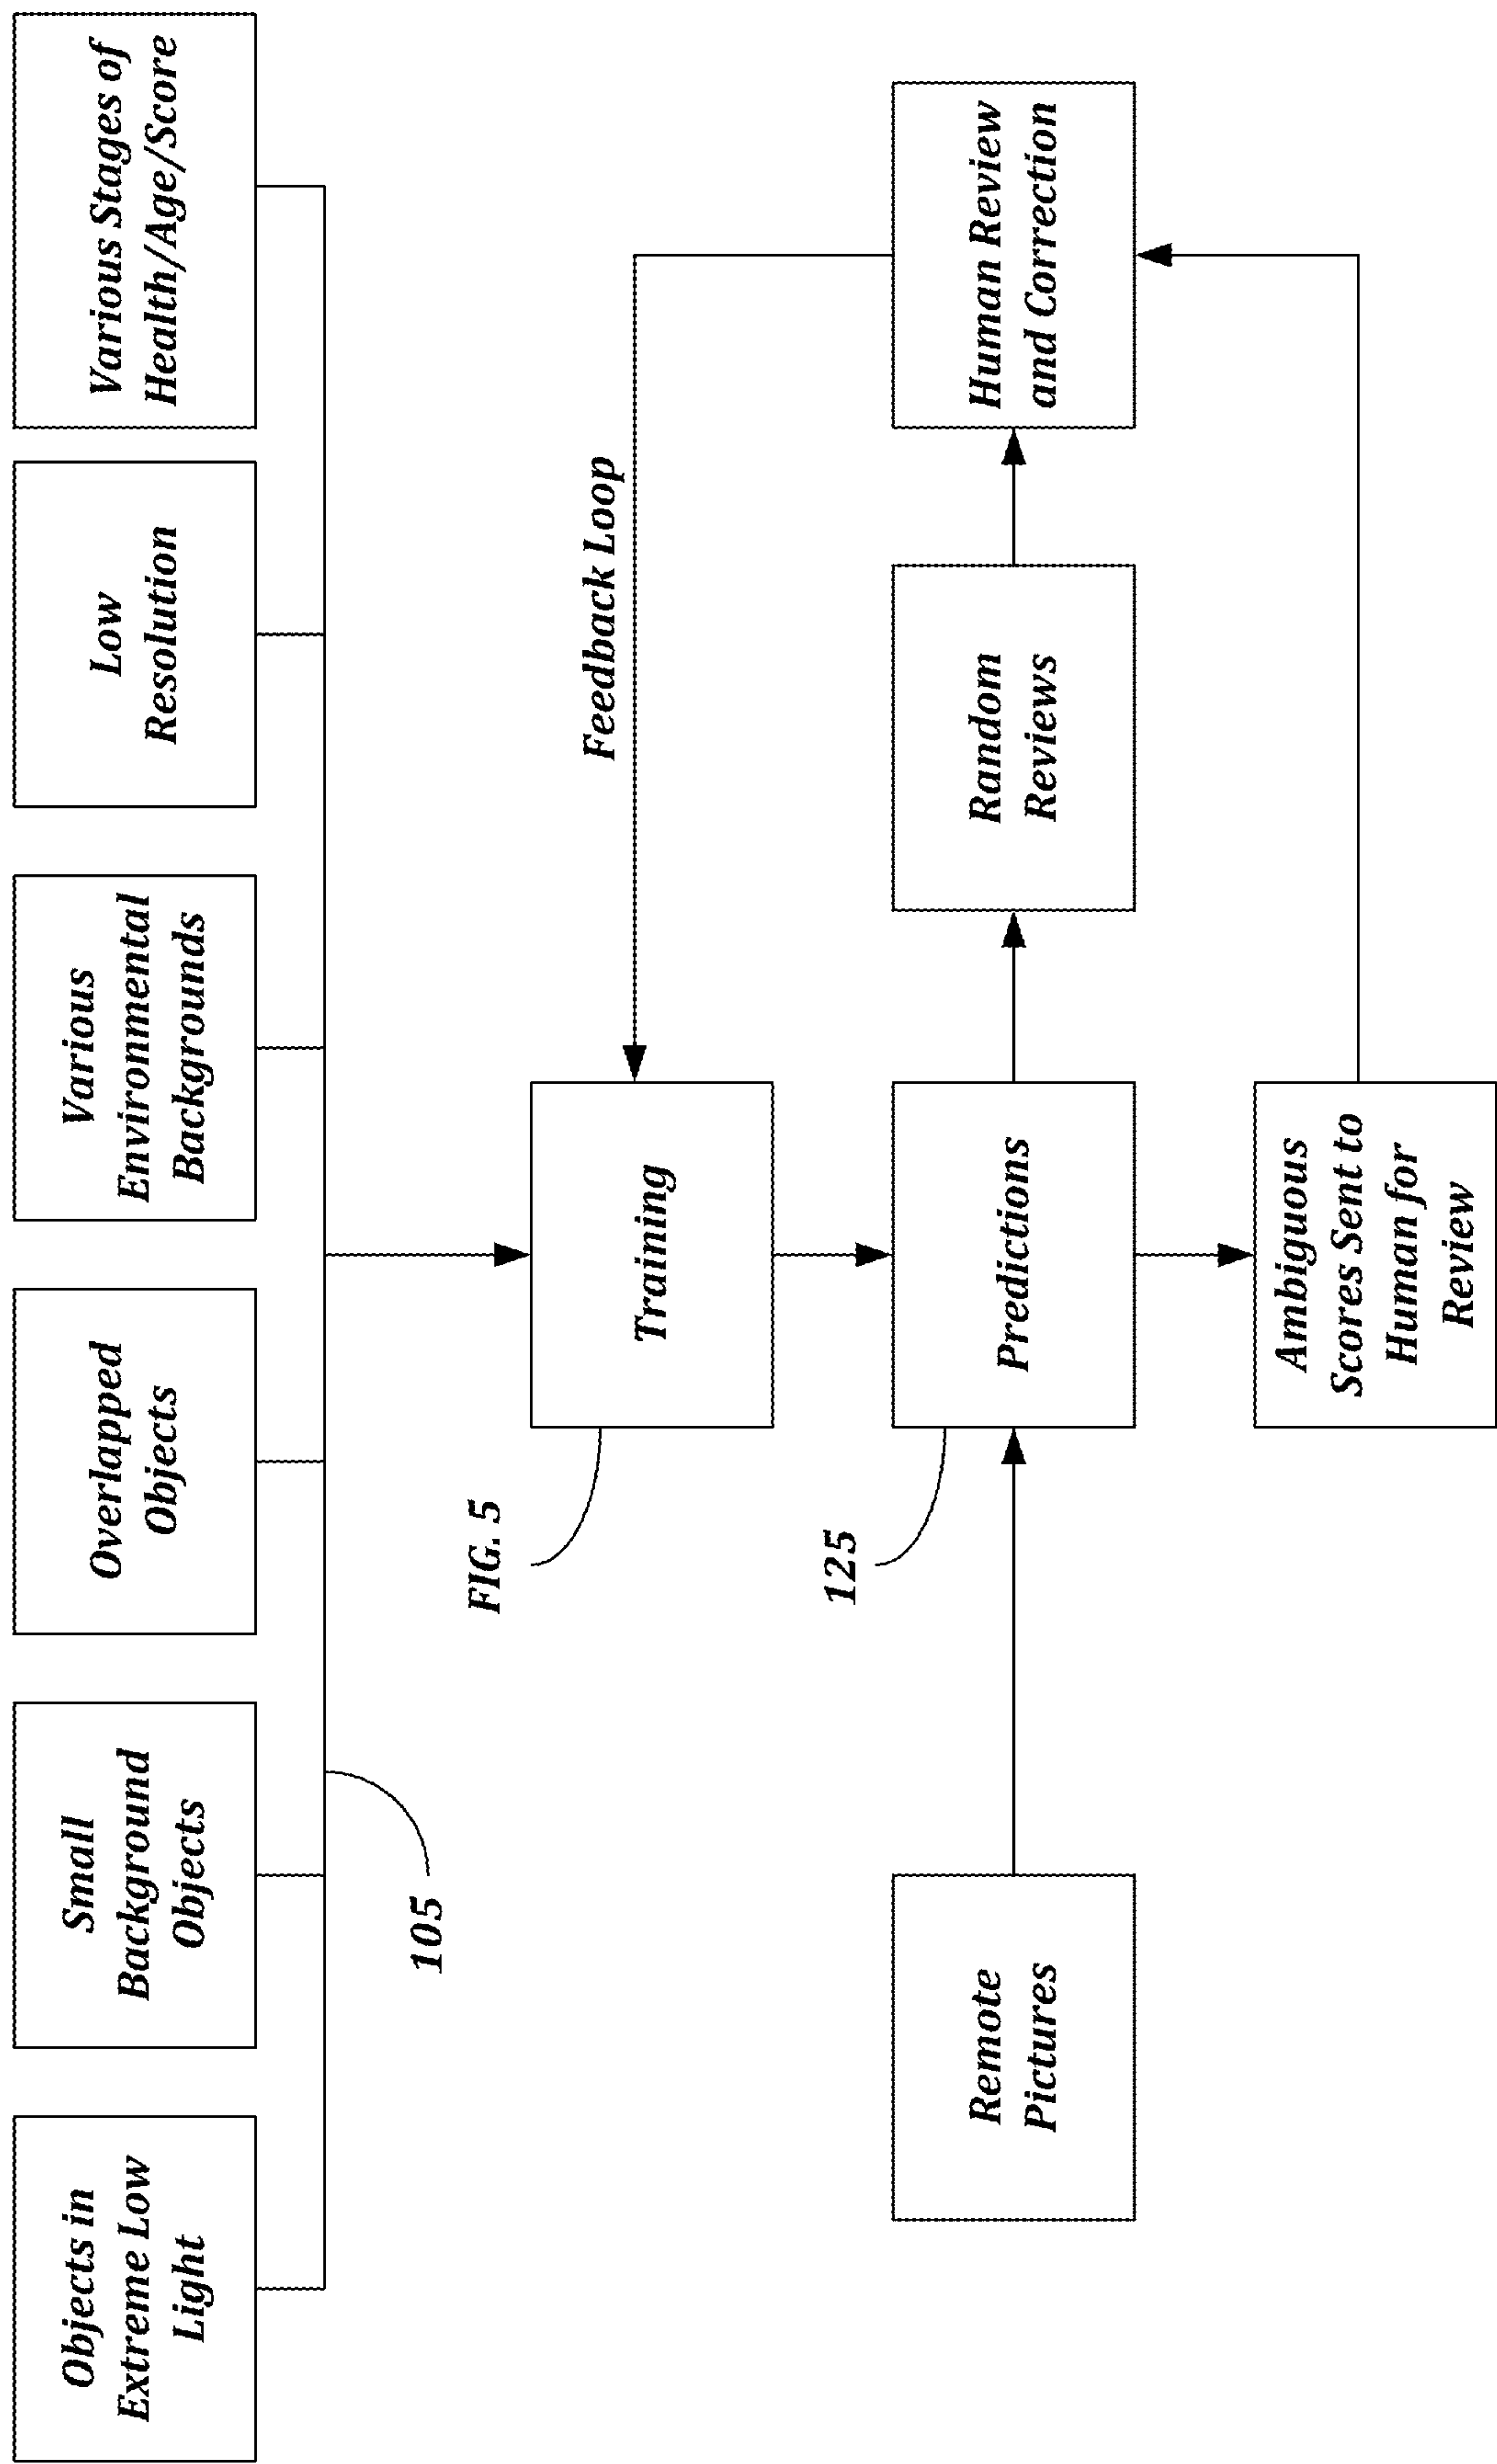 Objects in
Extreme Low
Light
Small
Background
Objects
Overlapped
Objects
Various
Environmental
Backgrounds
Low
Resolution
Various Stages of
Health/Age/Score
105
FIG. 5
Training
Feedback Loop
125
Remote
Pictures
Predictions
Random
Reviews
Human Review
and Correction
Ambiguous
Scores Sent to
Human for
Review